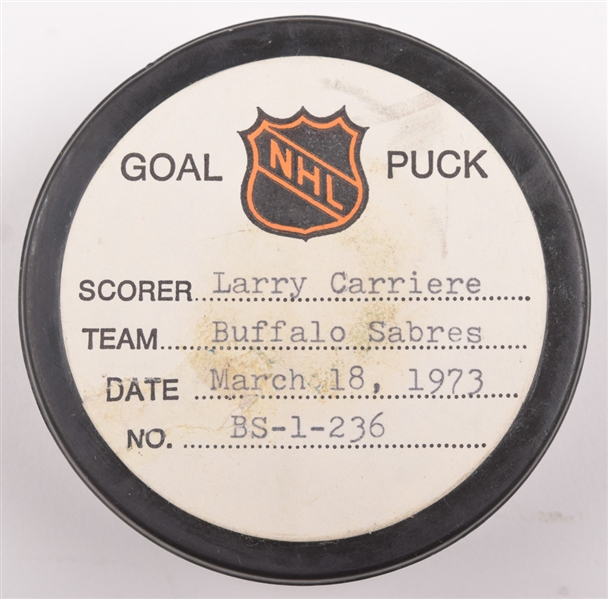 GOAL NHL PUCK
SCORER Larry Carriere
TEAM Buffalo Sabres
DATE March 18, 1973
NO. BS-1-236